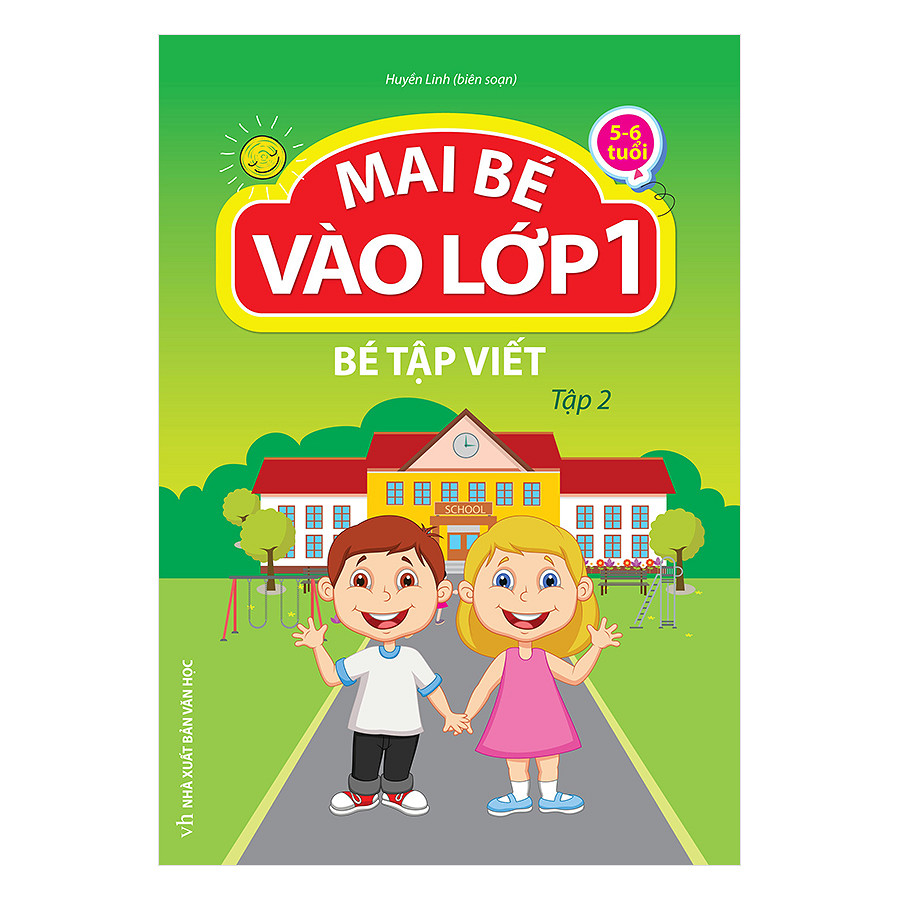 Huyền Linh (biên soạn)
5-6
tuổi
MAI BÉ
VÀO LỚP 1
BÉ TẬP VIẾT
Tập 2
SCHOOL
vh NHÀ XUẤT BẢN VĂN HỌC